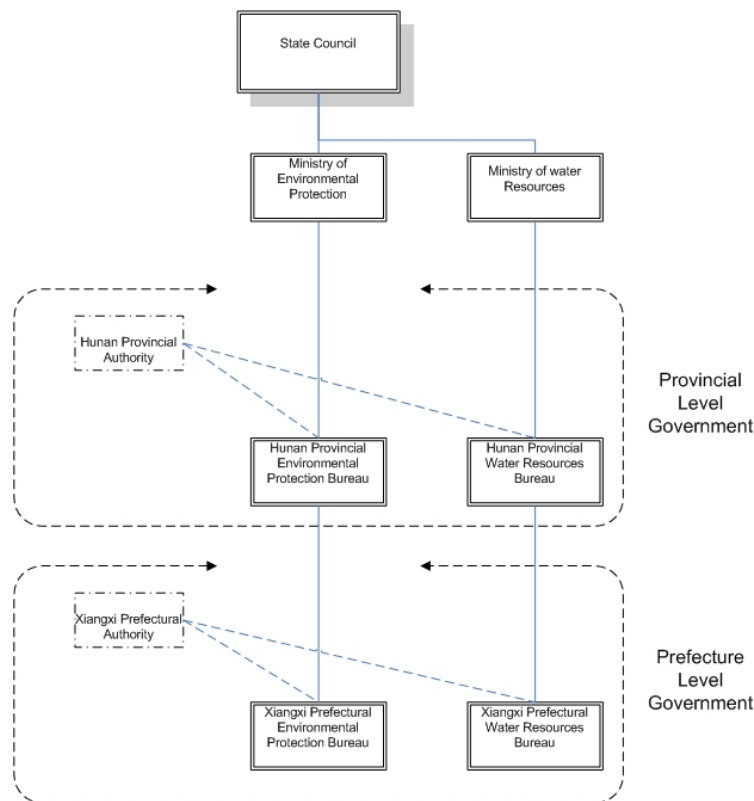 State Council
Ministry of
Environmental
Protection
Ministry of water
Resources
Hunan Provincial
Authority
Provincial
Level
Government
Hunan Provincial
Environmental
Protection Bureau
Hunan Provincial
Water Resources
Bureau
Xiangxi Prefectural
Authority
Prefecture
Level
Government
Xiangxi Prefectural
Environmental
Protection Bureau
Xiangxi Prefectural
Water Resources
Bureau